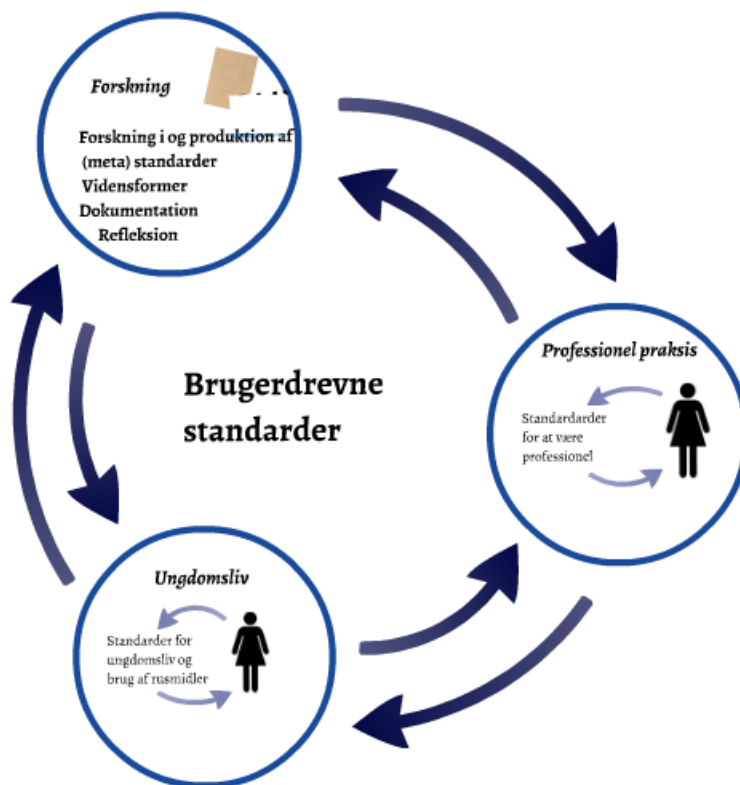 Forskning
Forskning i og produktion af
(meta) standarder
Vidensformer
Dokumentation
Refleksion
Professionel praksis
Standardarder
for at være
professionel
Brugerdrevne
standarder
Ungdomsliv
Standarder for
ungdomsliv og
brug af rusmidler